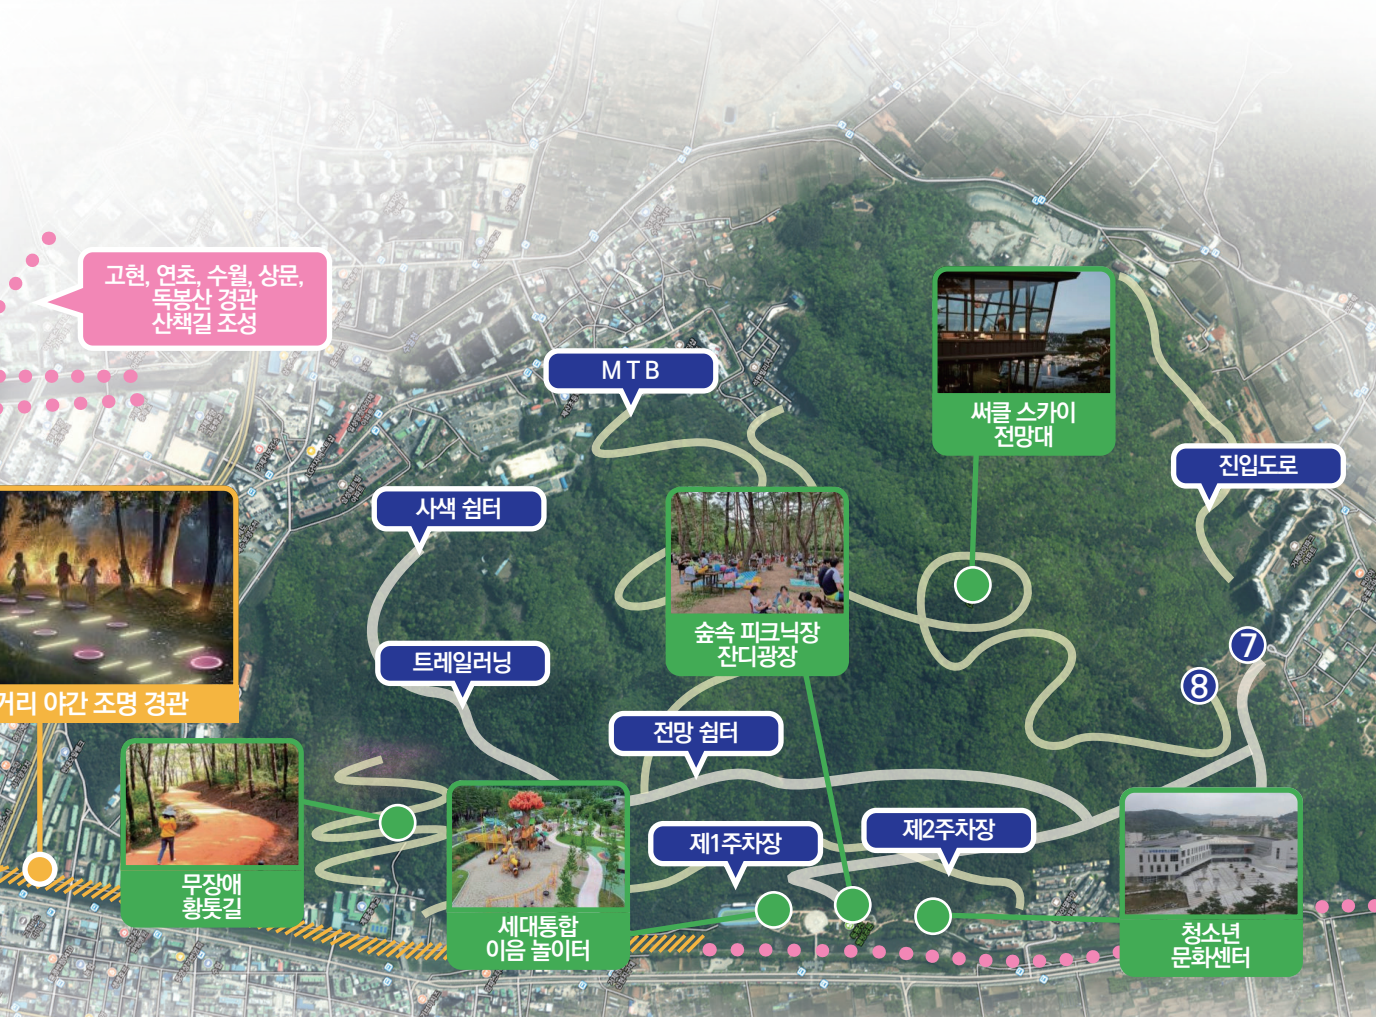 고현, 연초, 수월, 상문,
독봉산 경관
산책길 조성
MTB
써클 스카이
전망대
진입도로
사색 쉼터
숲속 피크닉장
잔디광장
트레일러닝
7
8
거리 야간 조명 경관
전망 쉼터
무장애
황톳길
제1주차장
제2주차장
세대통합
이음 놀이터
청소년
문화센터